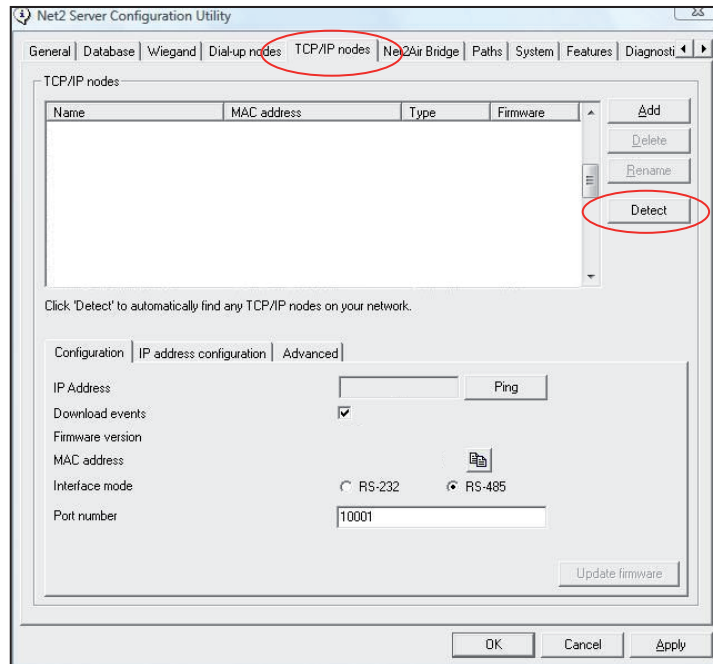 Net2 Server Configuration Utility
General Database Wiegand Dial-up nodes TCP/IP nodes Net2Air Bridge Paths System Features Diagnosti
TCP/IP nodes
Name MAC address Type Firmware
Add
Delete
Rename
Detect
Click 'Detect' to automatically find any TCP/IP nodes on your network.
Configuration IP address configuration Advanced
IP Address Ping
Download events
Firmware version
MAC address
Interface mode RS-232 RS-485
Port number 10001
Update firmware
OK Cancel Apply